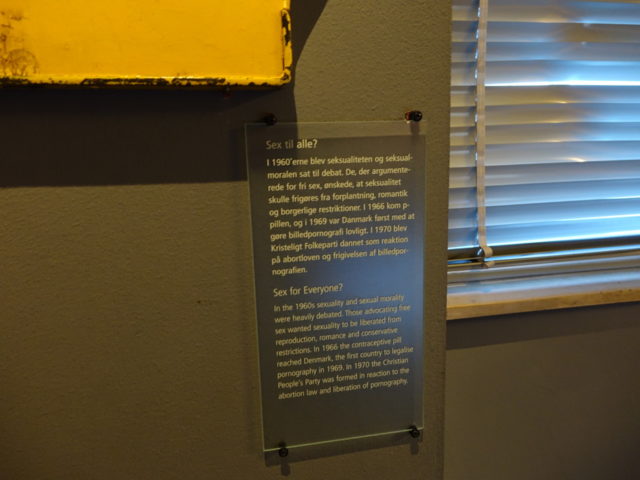 Sex til alle?
I 1960'erne blev seksualiteten og seksual-
moralen sat til debat. De, der argumente-
rede for fri sex, ønskede, at seksualitet
skulle frigøres fra forplantning, romantik
og borgerlige restriktioner. I 1966 kom p-
pillen, og i 1969 var Danmark først med at
gøre billedpornografi lovligt. I 1970 blev
Kristeligt Folkeparti dannet som reaktion
på abortloven og frigivelsen af billedpor-
nografien.
Sex for Everyone?
In the 1960s sexuality and sexual morality
were heavily debated. Those advocating free
sex wanted sexuality to be liberated from
reproduction, romance and conservative
restrictions. In 1966 the contraceptive pill
reached Denmark, the first country to legalise
pornography in 1969. In 1970 the Christian
People's Party was formed in reaction to the
abortion law and liberation of pornography.